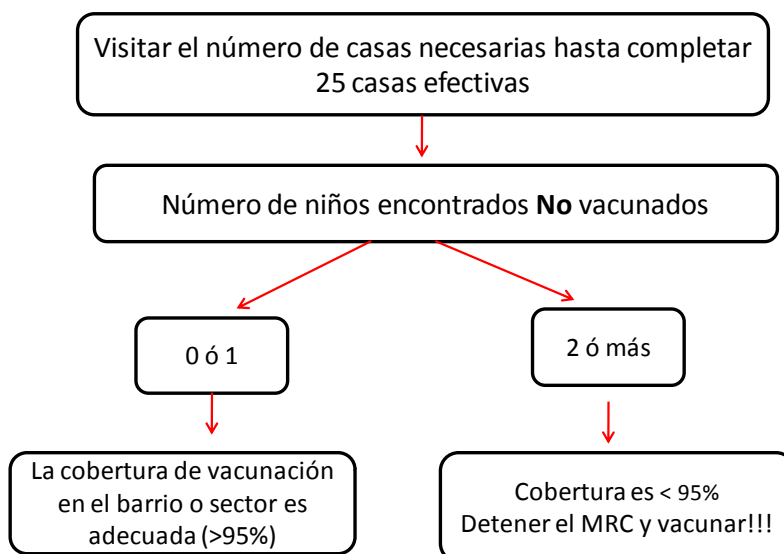 Visitar el número de casas necesarias hasta completar
25 casas efectivas
Número de niños encontrados No vacunados
0 ó 1
2 ó más
La cobertura de vacunación
en el barrio o sector es
adecuada (>95%)
Cobertura es < 95%
Detener el MRC y vacunar!!!